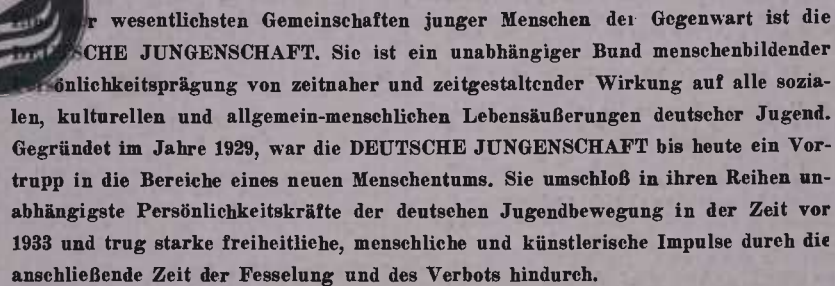 r wesentlichsten Gemeinschaften junger Menschen der Gegenwart ist die
CHE JUNGENSCHAFT. Sie ist ein unabhängiger Bund menschenbildender
önlichkeitsprägung von zeitnaher und zeitgestaltender Wirkung auf alle sozia-
len, kulturellen und allgemein-menschlichen Lebensäußerungen deutscher Jugend.
Gegründet im Jahre 1929, war die DEUTSCHE JUNGENSCHAFT bis heute ein Vor-
trupp in die Bereiche eines neuen Menschentums. Sie umschloß in ihren Reihen un-
abhängigste Persönlichkeitskräfte der deutschen Jugendbewegung in der Zeit vor
1933 und trug starke freiheitliche, menschliche und künstlerische Impulse durch die
anschließende Zeit der Fesselung und des Verbots hindurch.